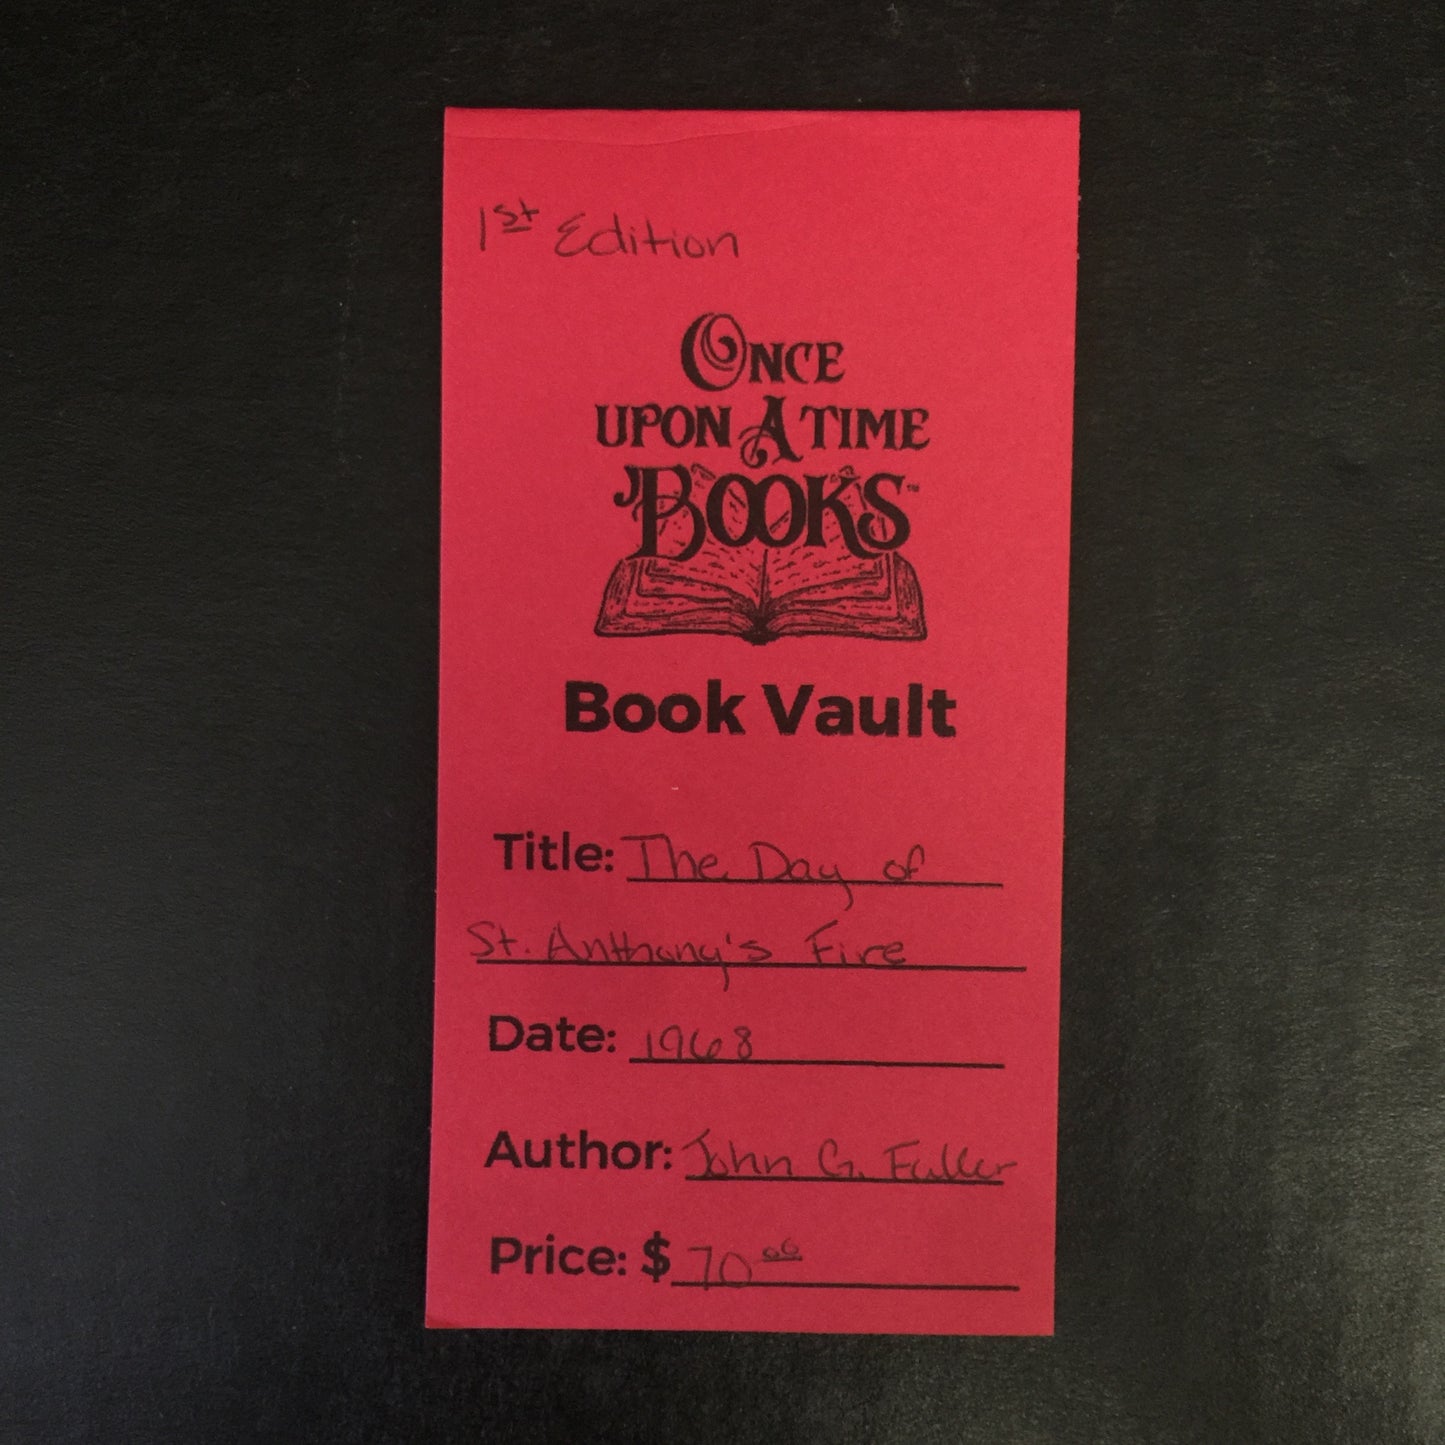 1st Edition
ONCE
UPON A TIME
BOOKS™
Book Vault
Title: The Day of
St. Anthony's Fire
Date: 1968
Author: John G. Fuller
Price: $70.00